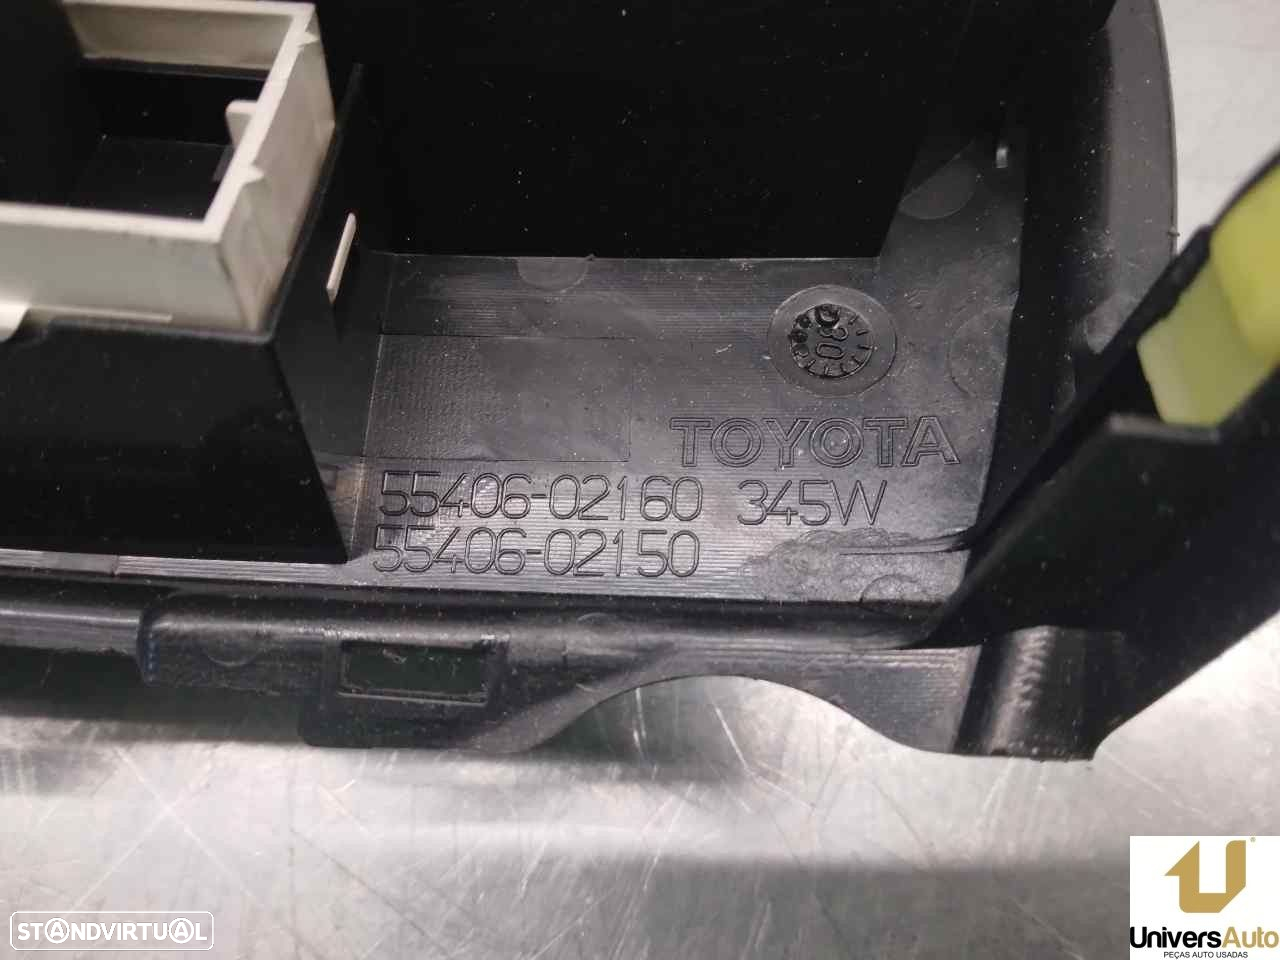 TOYOTA
55406-02160 345W
55406-02150
STANDVIRTUAL
UniversAuto
PEÇAS AUTO USADAS